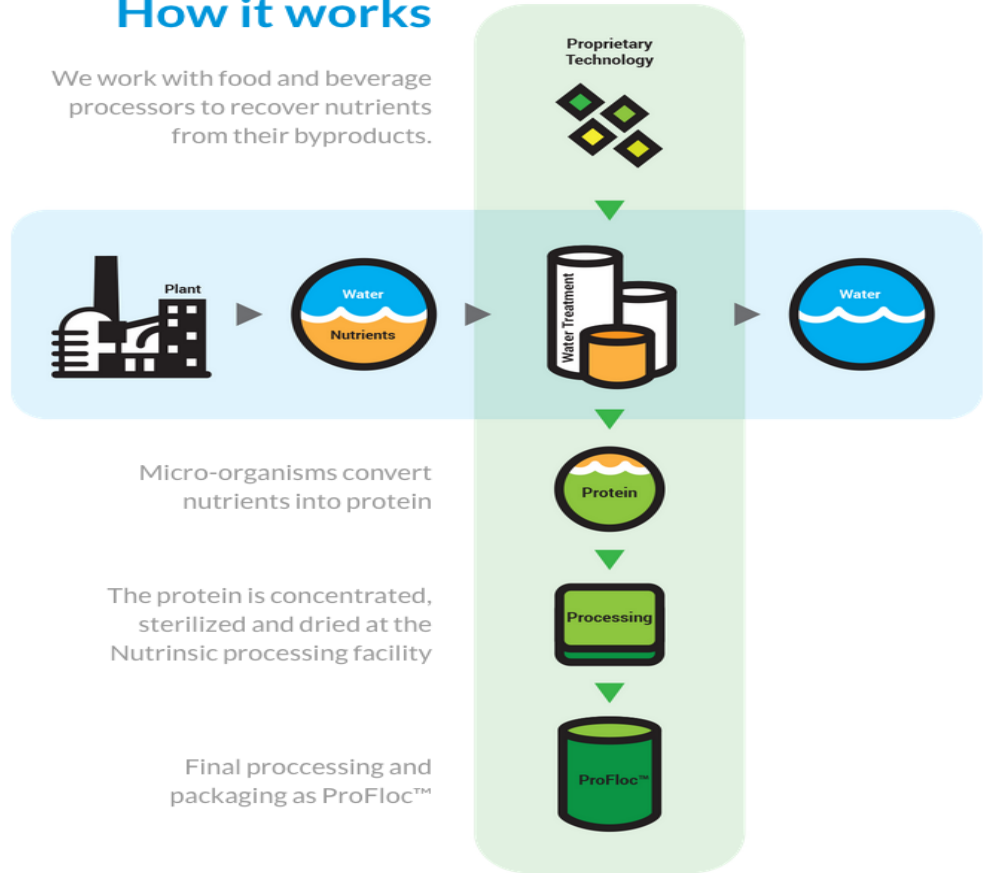 How it works
We work with food and beverage
processors to recover nutrients
from their byproducts.
Proprietary
Technology
Plant
Water
Nutrients
Water Treatment
Water
Micro-organisms convert
nutrients into protein
Protein
The protein is concentrated,
sterilized and dried at the
Nutrinsic processing facility
Processing
Final proccessing and
packaging as ProFloc™
ProFloc™